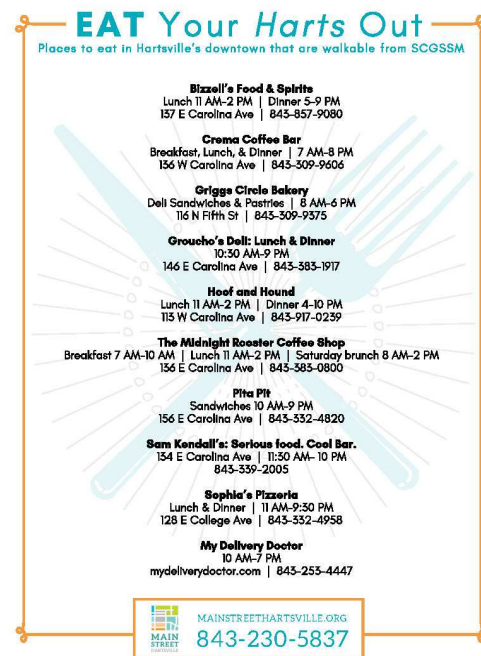 EAT Your Harts Out
Places to eat in Hartsville's downtown that are walkable from SCGSSM
Bizzell's Food & Spirits
Lunch 11 AM-2 PM | Dinner 5-9 PM
137 E Carolina Ave | 843-857-9080
Crema Coffee Bar
Breakfast, Lunch, & Dinner | 7 AM-8 PM
136 W Carolina Ave | 843-309-9606
Griggs Circle Bakery
Deli Sandwiches & Pastries | 8 AM-6 PM
116 N Fifth St | 843-309-9375
Groucho's Deli: Lunch & Dinner
10:30 AM-9 PM
146 E Carolina Ave | 843-383-1917
Hoof and Hound
Lunch 11 AM-2 PM | Dinner 4-10 PM
113 W Carolina Ave | 843-917-0239
The Midnight Rooster Coffee Shop
Breakfast 7 AM-10 AM | Lunch 11 AM-2 PM | Saturday brunch 8 AM-2 PM
136 E Carolina Ave | 843-383-0800
Pita Pit
Sandwiches 10 AM-9 PM
156 E Carolina Ave | 843-332-4820
Sam Kendall's: Serious food. Cool Bar.
134 E Carolina Ave | 11:30 AM- 10 PM
843-339-2005
Sophia's Pizzeria
Lunch & Dinner | 11 AM-9:30 PM
128 E College Ave | 843-332-4958
My Delivery Doctor
10 AM-7 PM
mydeliverydoctor.com | 843-253-4447
MAIN
STREET
HARTSVILLE
MAINSTREETHARTSVILLE.ORG
843-230-5837